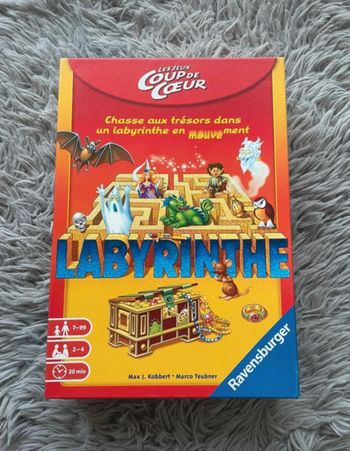 LES JEUX
COUP DE
CŒUR
Chasse aux trésors dans
un labyrinthe en mouvement
LABYRINTHE
7-99
2-4
20 min
Max J. Kobbert • Marco Teubner
Ravensburger